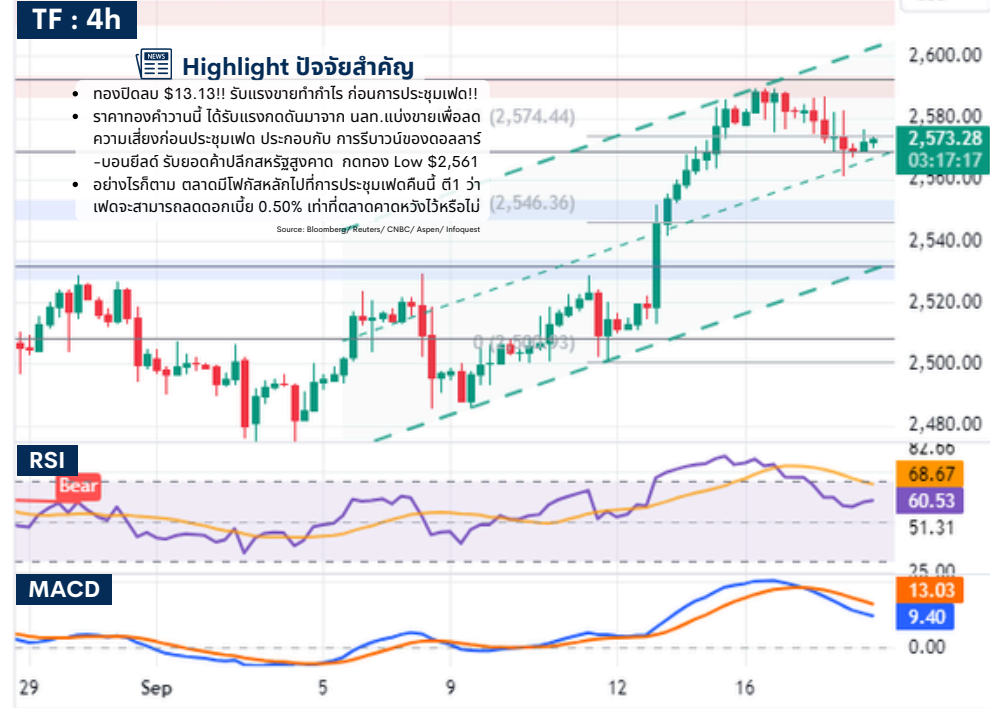 TF : 4h
NEWS
Highlight ปัจจัยสำคัญ
• ทองปิดลบ $13.13!! รับแรงขายทำกำไร ก่อนการประชุมเฟด!!
• ราคาทองคำวานนี้ ได้รับแรงกดดันมาจาก นลท.แบ่งขายเพื่อลด
ความเสี่ยงก่อนประชุมเฟด ประกอบกับ การรีบาวน์ของดอลลาร์
-บอนยีลด์ รับยอดค้าปลีกสหรัฐสูงคาด กดทอง Low $2,561
• อย่างไรก็ตาม ตลาดมีโฟกัสหลักไปที่การประชุมเฟดคืนนี้ ตี1 ว่า
เฟดจะสามารถลดดอกเบี้ย 0.50% เท่าที่ตลาดคาดหวังไว้หรือไม่
Source: Bloomberg/ Reuters/ CNBC/ Aspen/ Infoquest
(2,574.44)
(2,546.36)
2,600.00
2,580.00
2,573.28
03:17:17
2,560.00
2,540.00
2,520.00
2,500.00
2,480.00
RSI
Bear
82.66
68.67
60.53
51.31
25.00
MACD
13.03
9.40
0.00
29 Sep 5 9 12 16